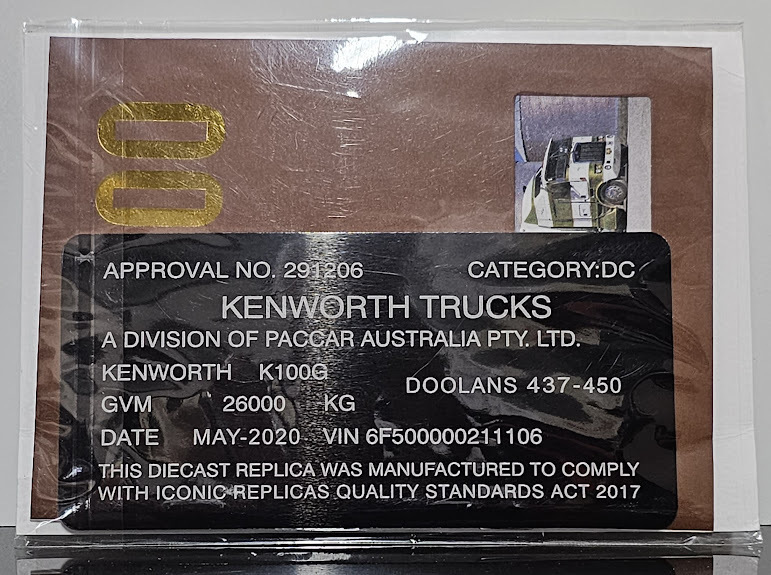 00
APPROVAL NO. 291206 CATEGORY:DC
KENWORTH TRUCKS
A DIVISION OF PACCAR AUSTRALIA PTY. LTD.
KENWORTH K100G
DOOLANS 437-450
GVM 26000 KG
DATE MAY-2020 VIN 6F500000211106
THIS DIECAST REPLICA WAS MANUFACTURED TO COMPLY
WITH ICONIC REPLICAS QUALITY STANDARDS ACT 2017